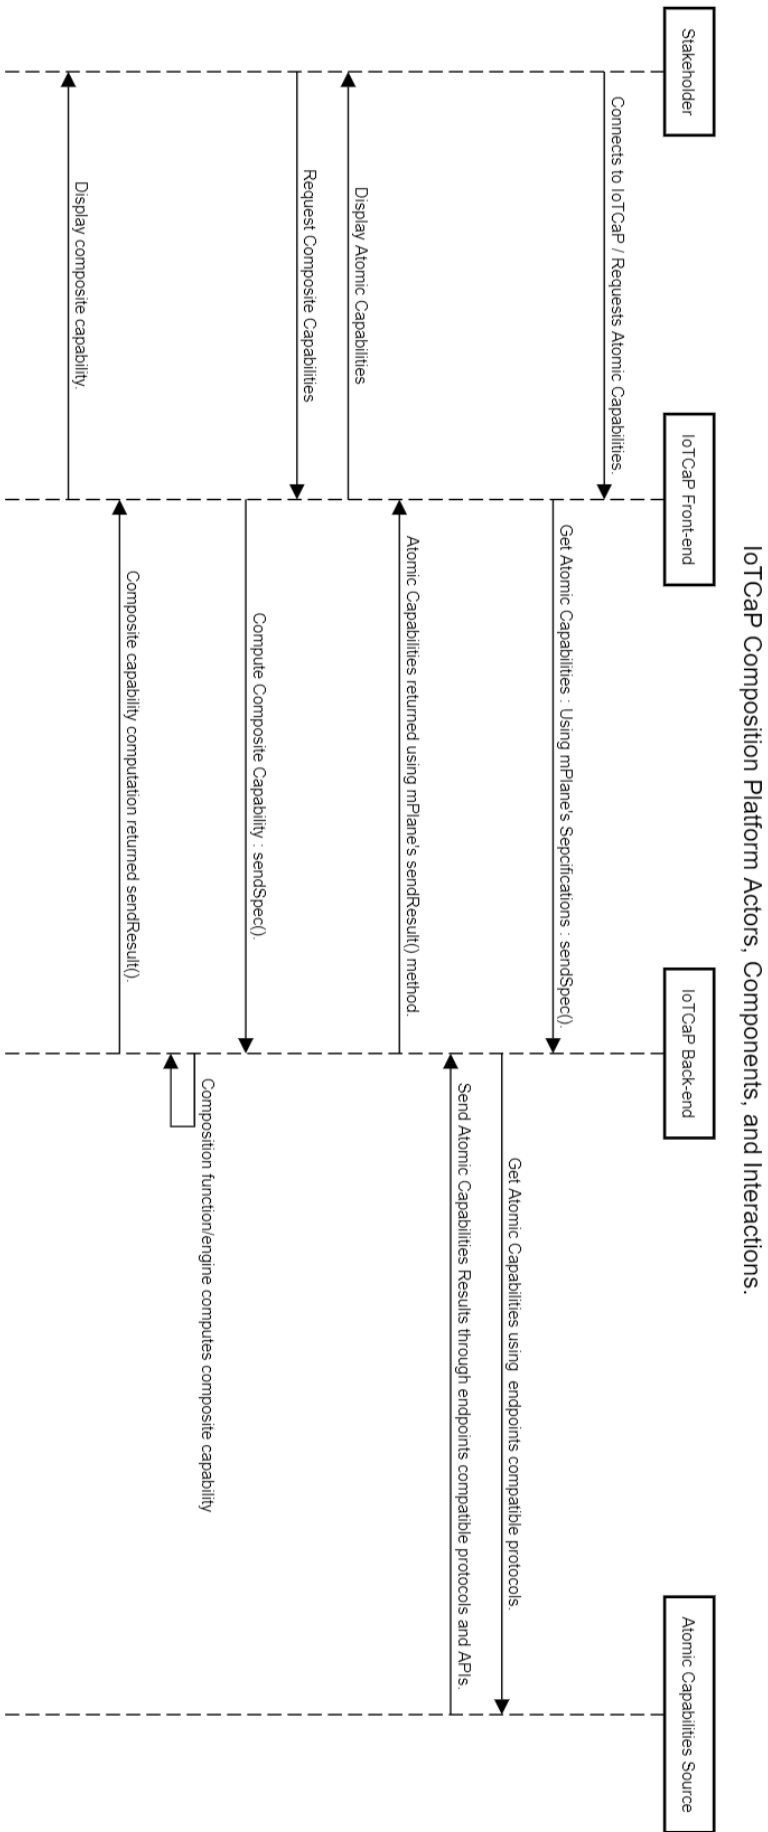 IoTCaP Composition Platform Actors, Components, and Interactions.
Stakeholder
IoTCaP Front-end
IoTCaP Back-end
Atomic Capabilities Source
Connects to IoTCaP / Requests Atomic Capabilities.
Get Atomic Capabilities : Using mPlane's Sepcifications : sendSpec().
Get Atomic Capabilities using endpoints compatible protocols.
Send Atomic Capabilities Results through endpoints compatible protocols and APIs.
Atomic Capabilities returned using mPlane's sendResult() method.
Display Atomic Capabilities
Request Composite Capabilities
Compute Composite Capability : sendSpec().
Composition function/engine computes composite capability
Composite capability computation returned sendResult().
Display composite capability.